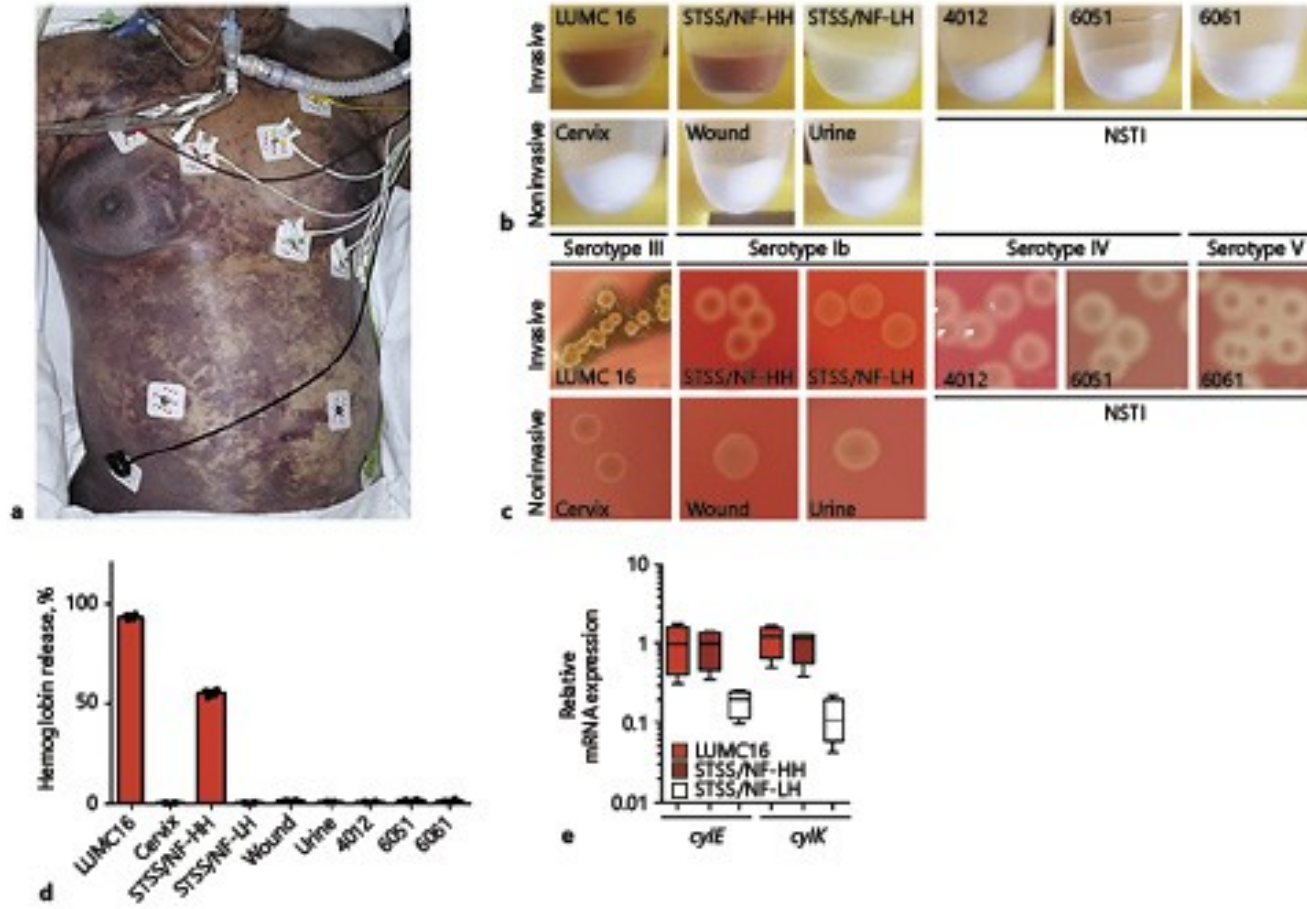 a
LUMC 16 STSS/NF-HH STSS/NF-LH 4012 6051 6061
Invasive
Cervix Wound Urine NSTI
Noninvasive
b
Serotype III Serotype Ib Serotype IV Serotype V
Invasive
LUMC 16 STSS/NF-HH STSS/NF-LH 4012 6051 6061
NSTI
Noninvasive
c
Cervix Wound Urine
Hemoglobin release, %
100
50
0
LUMC16 Cervix STSS/NF-HH STSS/NF-LH Wound Urine 4012 6051 6061
d
Relative
mRNA expression
10
1
0.1
0.01
LUMC16
STSS/NF-HH
STSS/NF-LH
cylE cylK
e